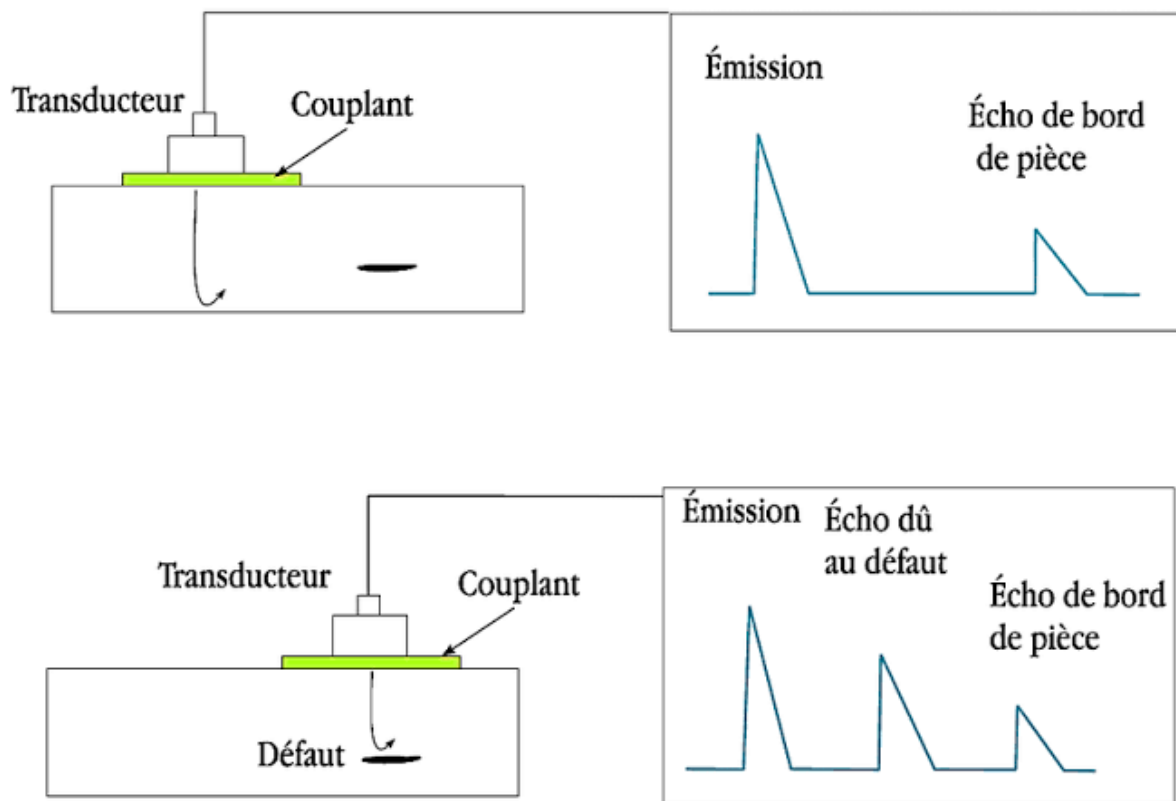 Transducteur
Couplant
Émission
Écho de bord
de pièce
Transducteur
Couplant
Défaut
Émission
Écho dû
au défaut
Écho de bord
de pièce